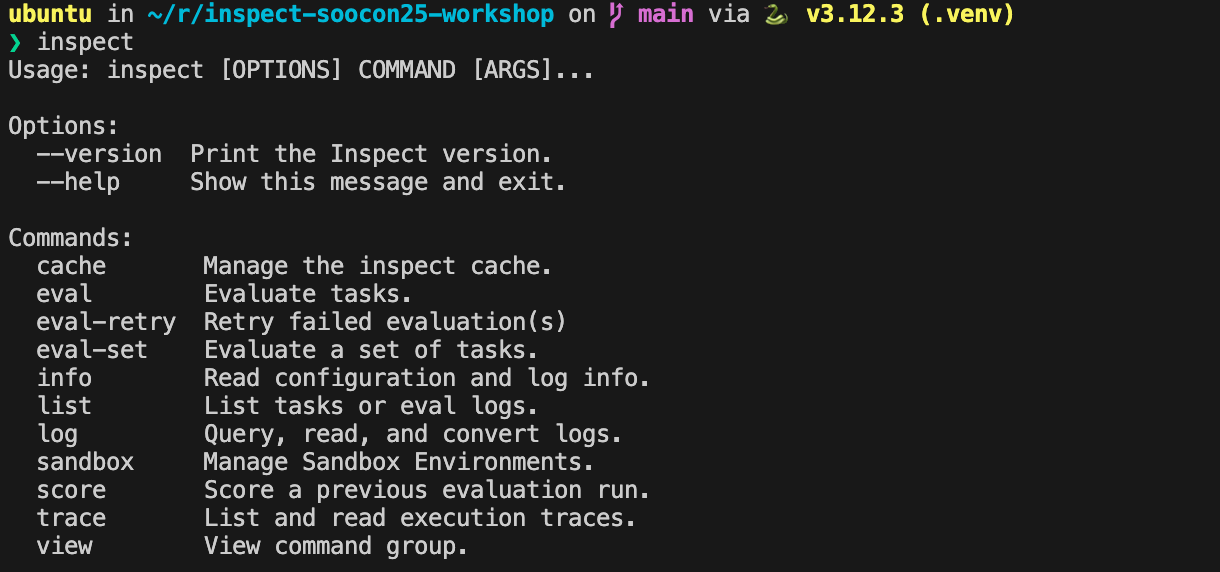 ubuntu in ~/r/inspect-soocon25-workshop on main via 🐍 v3.12.3 (.venv)
❯ inspect
Usage: inspect [OPTIONS] COMMAND [ARGS]...

Options:
  --version  Print the Inspect version.
  --help     Show this message and exit.

Commands:
  cache       Manage the inspect cache.
  eval        Evaluate tasks.
  eval-retry  Retry failed evaluation(s)
  eval-set    Evaluate a set of tasks.
  info        Read configuration and log info.
  list        List tasks or eval logs.
  log         Query, read, and convert logs.
  sandbox     Manage Sandbox Environments.
  score       Score a previous evaluation run.
  trace       List and read execution traces.
  view        View command group.